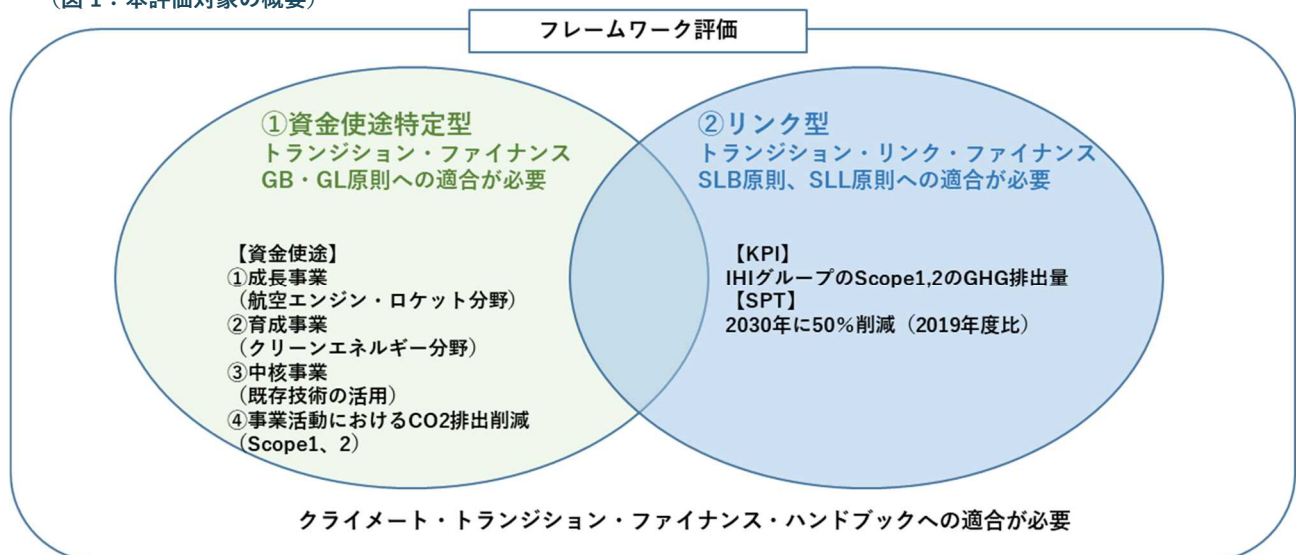 （図 1：本評価対象の概要）
フレームワーク評価
①資金使途特定型
トランジション・ファイナンス
GB・GL原則への適合が必要
【資金使途】
①成長事業
（航空エンジン・ロケット分野）
②育成事業
（クリーンエネルギー分野）
③中核事業
（既存技術の活用）
④事業活動におけるCO2排出削減
（Scope1、2）
②リンク型
トランジション・リンク・ファイナンス
SLB原則、SLL原則への適合が必要
【KPI】
IHIグループのScope1,2のGHG排出量
【SPT】
2030年に50％削減（2019年度比）
クライメート・トランジション・ファイナンス・ハンドブックへの適合が必要